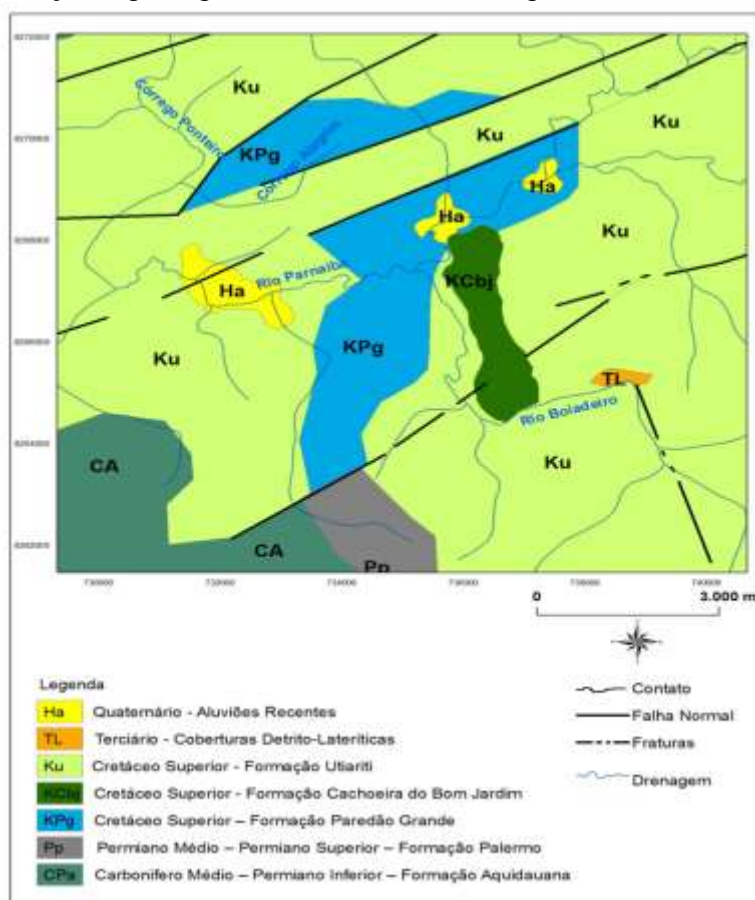 Ku
Corrego Ponteiro
KPg
Ku
Ku
Ha
Ha
Ku
Rio Parnaiba
KCbj
Ha
Ku
KPg
TL
Rio Boiadeiro
CA
Ku
CA
Pp
0 3.000 m
Legenda
Ha Quaternário - Aluviões Recentes
TL Terciário - Coberturas Detrito-Lateríticas
Ku Cretáceo Superior - Formação Utiariti
KCbj Cretáceo Superior - Formação Cachoeira do Bom Jardim
KPg Cretáceo Superior – Formação Paredão Grande
Pp Permiano Médio – Permiano Superior – Formação Palermo
CPa Carbonifero Médio – Permiano Inferior – Formação Aquidauana
Contato
Falha Normal
Fraturas
Drenagem